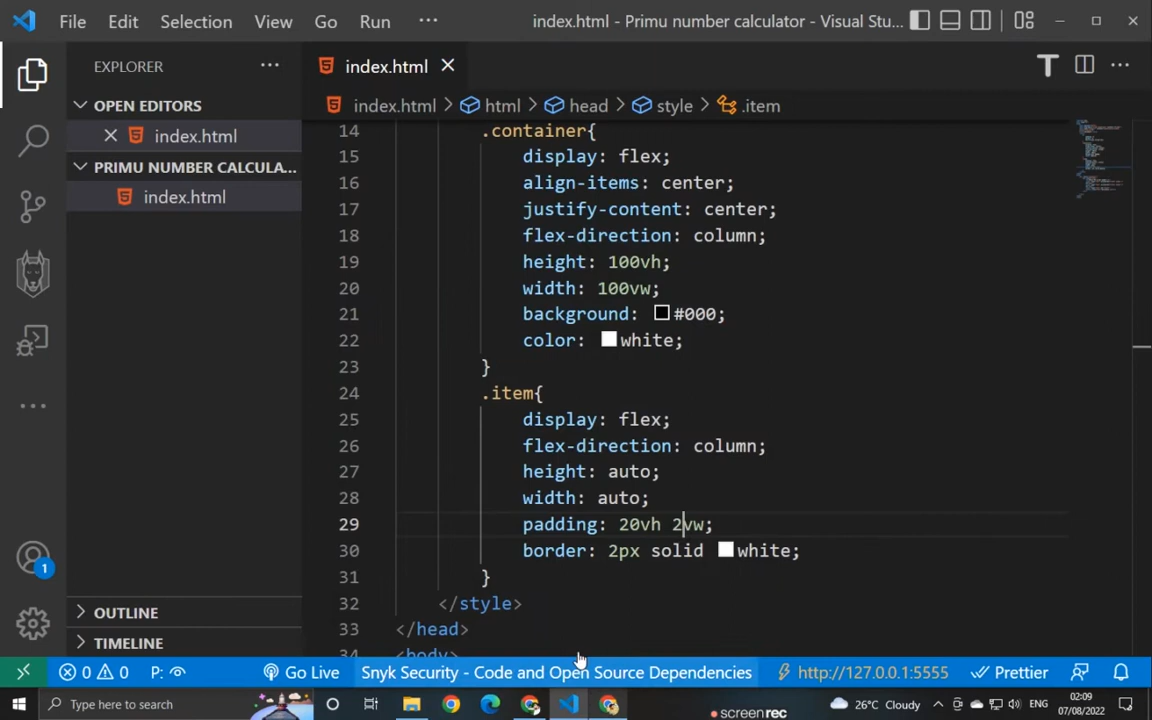 File Edit Selection View Go Run ··· index.html - Primu number calculator - Visual Stu...
EXPLORER ··· index.html
OPEN EDITORS index.html > html > head > style > .item
index.html
PRIMU NUMBER CALCULA...
index.html
14 .container{
15 display: flex;
16 align-items: center;
17 justify-content: center;
18 flex-direction: column;
19 height: 100vh;
20 width: 100vw;
21 background: #000;
22 color: white;
23 }
24 .item{
25 display: flex;
26 flex-direction: column;
27 height: auto;
28 width: auto;
29 padding: 20vh 2vw;
30 border: 2px solid white;
31 }
32 </style>
33 </head>
34 <body>
1
OUTLINE
TIMELINE
0 0 P: Go Live Snyk Security - Code and Open Source Dependencies http://127.0.0.1:5555 Prettier
Type here to search 26°C Cloudy ENG 02:09
07/08/2022
screenrec